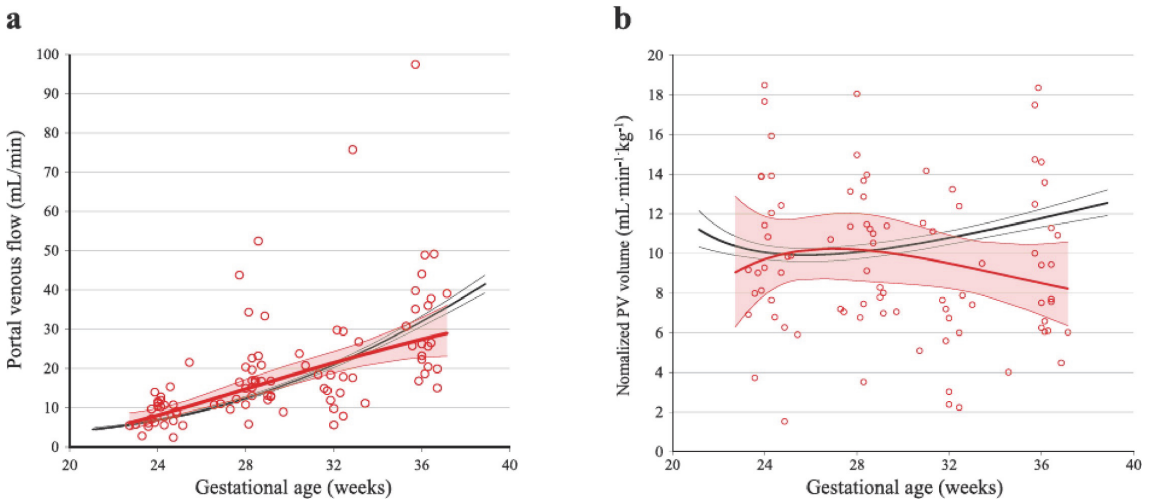 a
Portal venous flow (mL/min)
100
90
80
70
60
50
40
30
20
10
0
20 24 28 32 36 40
Gestational age (weeks)
b
Nomalized PV volume (mL·min⁻¹·kg⁻¹)
20
18
16
14
12
10
8
6
4
2
0
20 24 28 32 36 40
Gestational age (weeks)